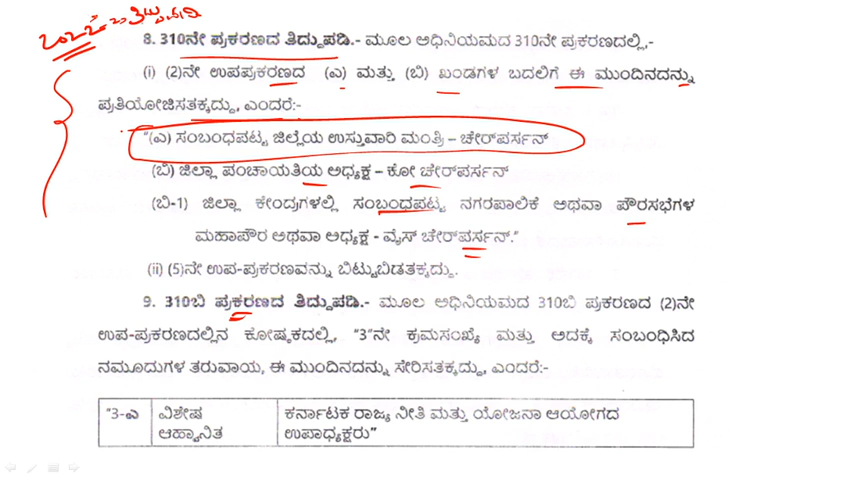 2022ರ ತಿದ್ದುಪಡಿ
8. 310ನೇ ಪ್ರಕರಣದ ತಿದ್ದುಪಡಿ.- ಮೂಲ ಅಧಿನಿಯಮದ 310ನೇ ಪ್ರಕರಣದಲ್ಲಿ,-
(i) (2)ನೇ ಉಪಪ್ರಕರಣದ (ಎ) ಮತ್ತು (ಬಿ) ಖಂಡಗಳ ಬದಲಿಗೆ ಈ ಮುಂದಿನದನ್ನು
ಪ್ರತಿಯೋಜಿಸತಕ್ಕದ್ದು, ಎಂದರೆ:-
"(ಎ) ಸಂಬಂಧಪಟ್ಟ ಜಿಲ್ಲೆಯ ಉಸ್ತುವಾರಿ ಮಂತ್ರಿ – ಚೇರ್‌ಪರ್ಸನ್
(ಬಿ) ಜಿಲ್ಲಾ ಪಂಚಾಯತಿಯ ಅಧ್ಯಕ್ಷ – ಕೋ ಚೇರ್‌ಪರ್ಸನ್
(ಬಿ-1) ಜಿಲ್ಲಾ ಕೇಂದ್ರಗಳಲ್ಲಿ ಸಂಬಂಧಪಟ್ಟ ನಗರಪಾಲಿಕೆ ಅಥವಾ ಪೌರಸಭೆಗಳ
ಮಹಾಪೌರ ಅಥವಾ ಅಧ್ಯಕ್ಷ - ವೈಸ್ ಚೇರ್‌ಪರ್ಸನ್."
(ii) (5)ನೇ ಉಪ-ಪ್ರಕರಣವನ್ನು ಬಿಟ್ಟುಬಿಡತಕ್ಕದ್ದು.
9. 310ಬಿ ಪ್ರಕರಣದ ತಿದ್ದುಪಡಿ.- ಮೂಲ ಅಧಿನಿಯಮದ 310ಬಿ ಪ್ರಕರಣದ (2)ನೇ
ಉಪ-ಪ್ರಕರಣದಲ್ಲಿನ ಕೋಷ್ಠಕದಲ್ಲಿ, "3"ನೇ ಕ್ರಮಸಂಖ್ಯೆ ಮತ್ತು ಅದಕ್ಕೆ ಸಂಬಂಧಿಸಿದ
ನಮೂದುಗಳ ತರುವಾಯ, ಈ ಮುಂದಿನದನ್ನು ಸೇರಿಸತಕ್ಕದ್ದು, ಎಂದರೆ:-
"3-ಎ ವಿಶೇಷ ಕರ್ನಾಟಕ ರಾಜ್ಯ ನೀತಿ ಮತ್ತು ಯೋಜನಾ ಆಯೋಗದ
ಆಹ್ವಾನಿತ ಉಪಾಧ್ಯಕ್ಷರು"